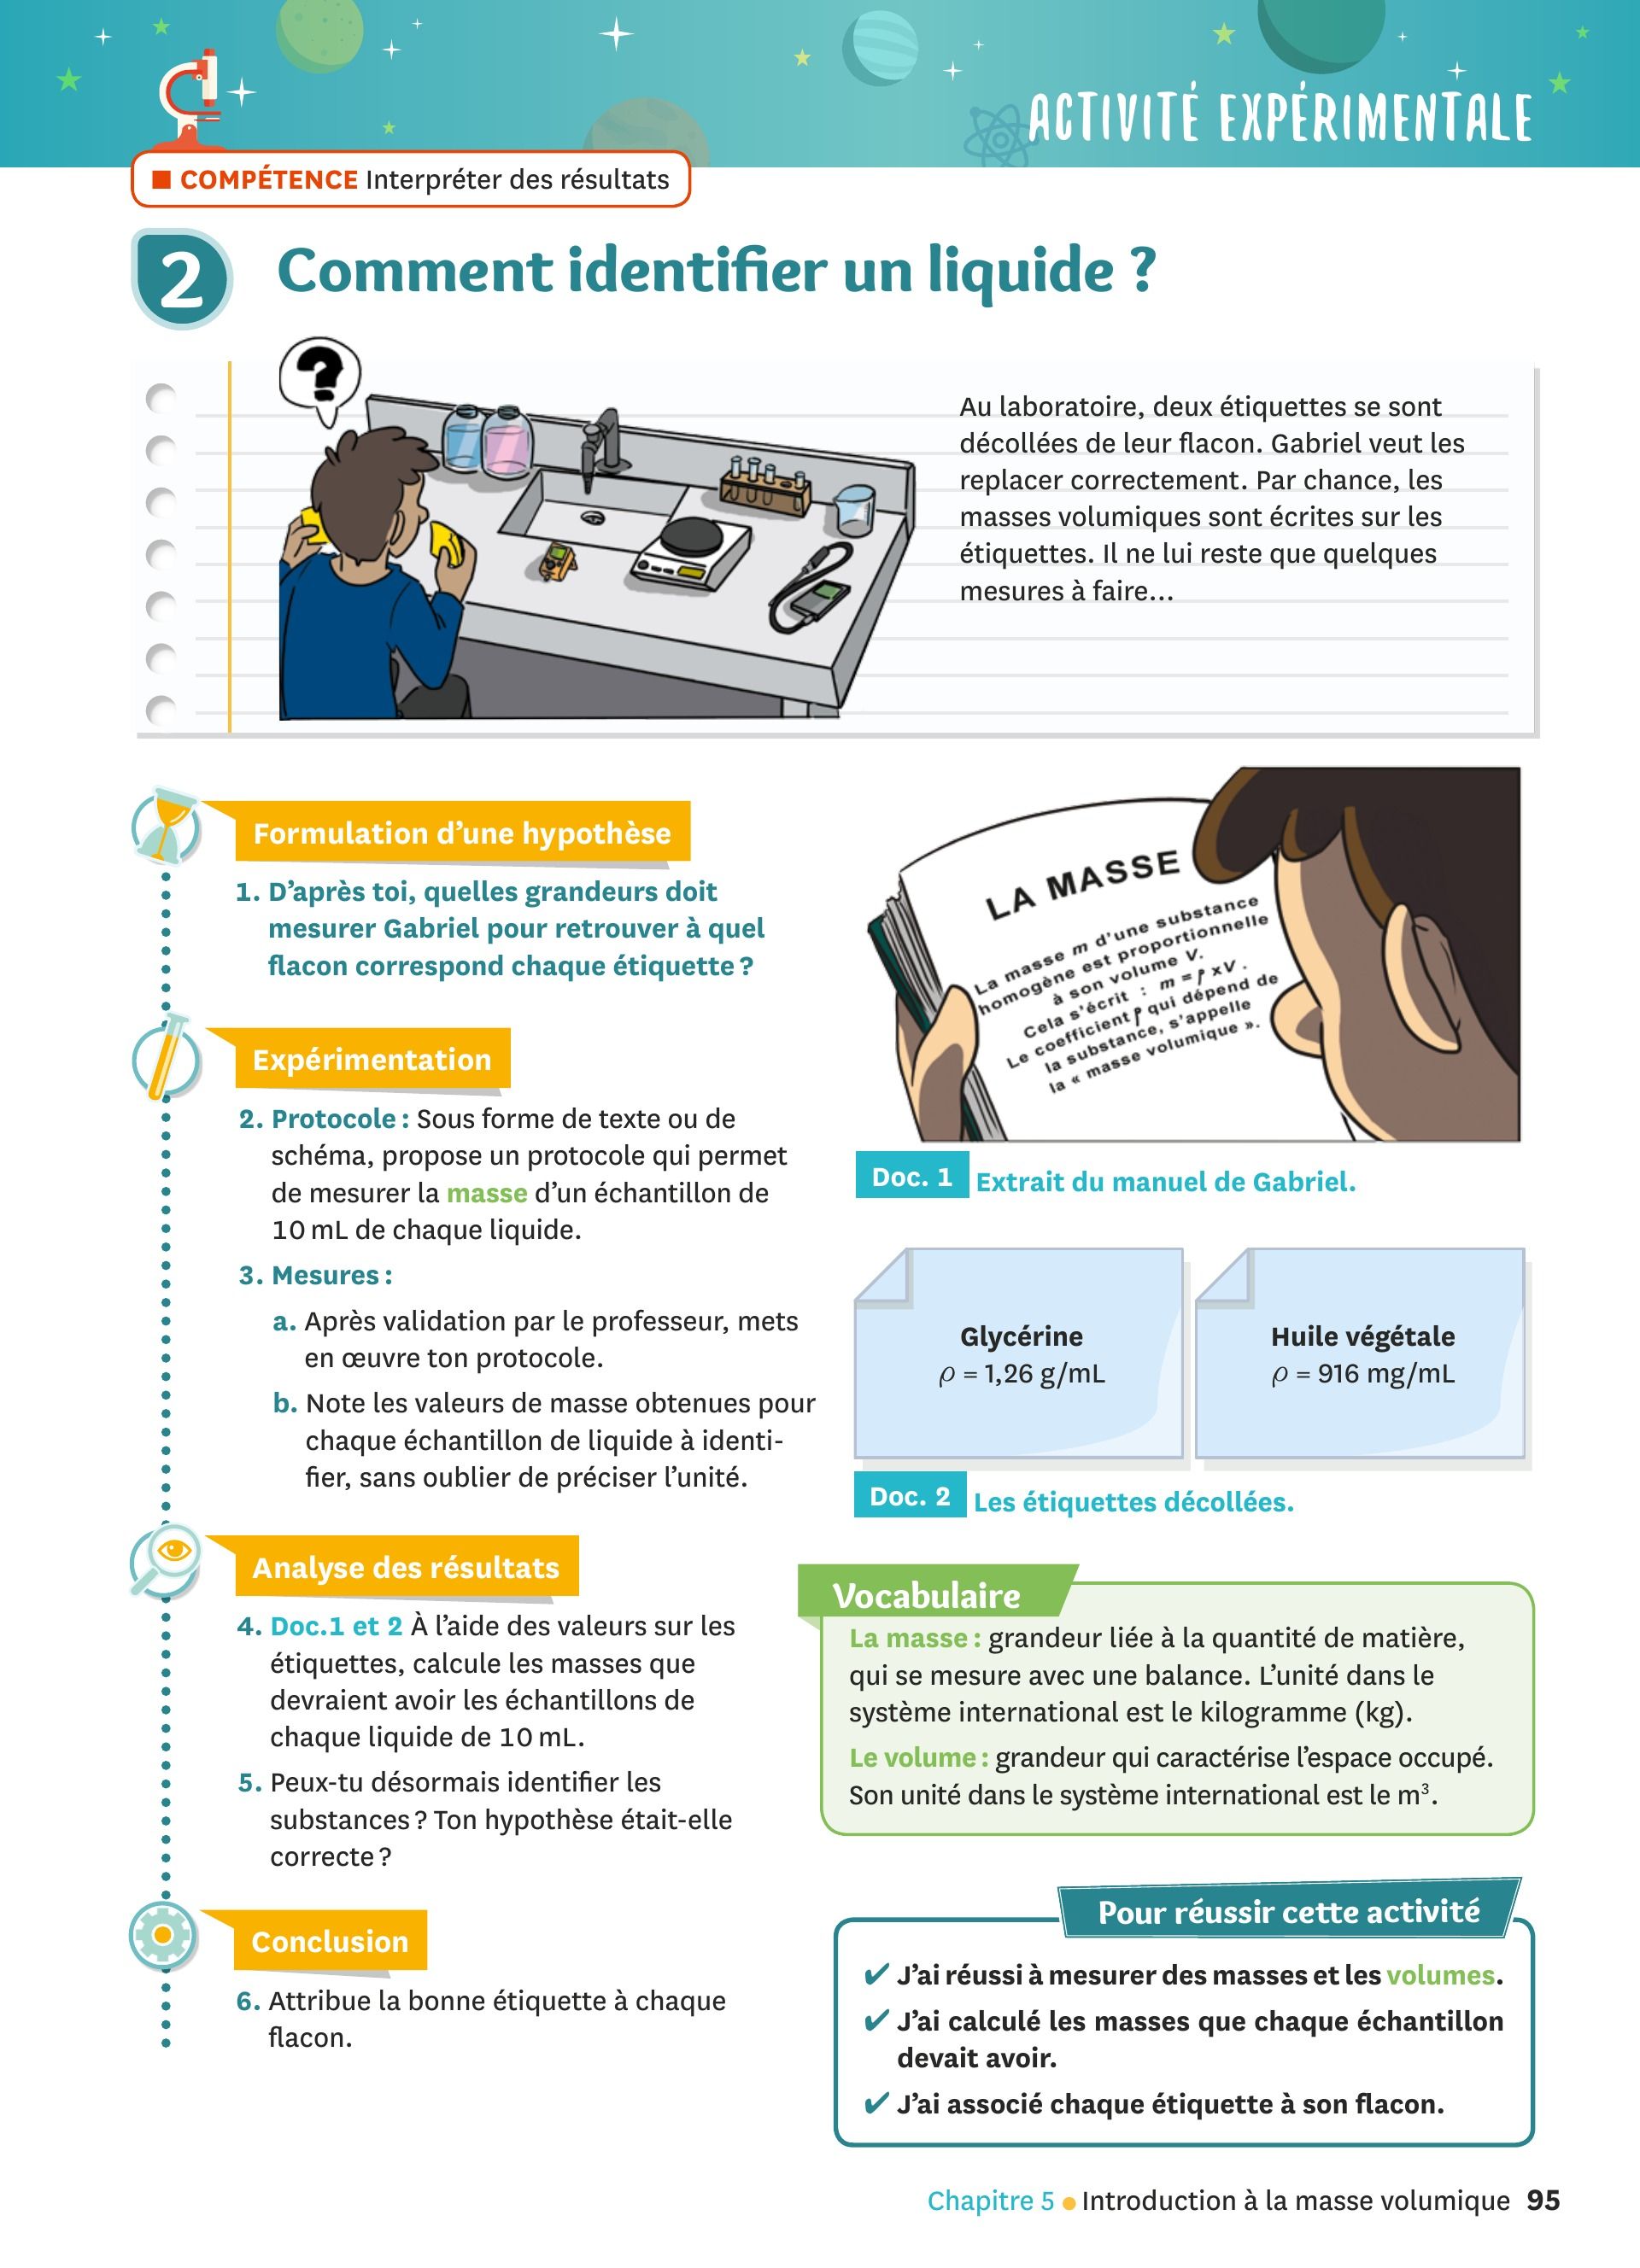 ACTIVITÉ EXPÉRIMENTALE
COMPÉTENCE Interpréter des résultats
2 Comment identifier un liquide ?
?
Au laboratoire, deux étiquettes se sont
décollées de leur flacon. Gabriel veut les
replacer correctement. Par chance, les
masses volumiques sont écrites sur les
étiquettes. Il ne lui reste que quelques
mesures à faire…
Formulation d’une hypothèse
1. D’après toi, quelles grandeurs doit
mesurer Gabriel pour retrouver à quel
flacon correspond chaque étiquette ?
Expérimentation
2. Protocole : Sous forme de texte ou de
schéma, propose un protocole qui permet
de mesurer la masse d’un échantillon de
10 mL de chaque liquide.
3. Mesures :
a. Après validation par le professeur, mets
en œuvre ton protocole.
b. Note les valeurs de masse obtenues pour
chaque échantillon de liquide à identi-
fier, sans oublier de préciser l’unité.
Analyse des résultats
4. Doc.1 et 2 À l’aide des valeurs sur les
étiquettes, calcule les masses que
devraient avoir les échantillons de
chaque liquide de 10 mL.
5. Peux-tu désormais identifier les
substances ? Ton hypothèse était-elle
correcte ?
Conclusion
6. Attribue la bonne étiquette à chaque
flacon.
LA MASSE
La masse m d’une substance
homogène est proportionnelle
à son volume V.
Cela s’écrit : m = ρ x V .
Le coefficient ρ qui dépend de
la substance, s’appelle
la « masse volumique ».
Doc. 1 Extrait du manuel de Gabriel.
Glycérine
ρ = 1,26 g/mL
Huile végétale
ρ = 916 mg/mL
Doc. 2 Les étiquettes décollées.
Vocabulaire
La masse : grandeur liée à la quantité de matière,
qui se mesure avec une balance. L’unité dans le
système international est le kilogramme (kg).
Le volume : grandeur qui caractérise l’espace occupé.
Son unité dans le système international est le m³.
Pour réussir cette activité
✔ J’ai réussi à mesurer des masses et les volumes.
✔ J’ai calculé les masses que chaque échantillon
devait avoir.
✔ J’ai associé chaque étiquette à son flacon.
Chapitre 5 • Introduction à la masse volumique 95